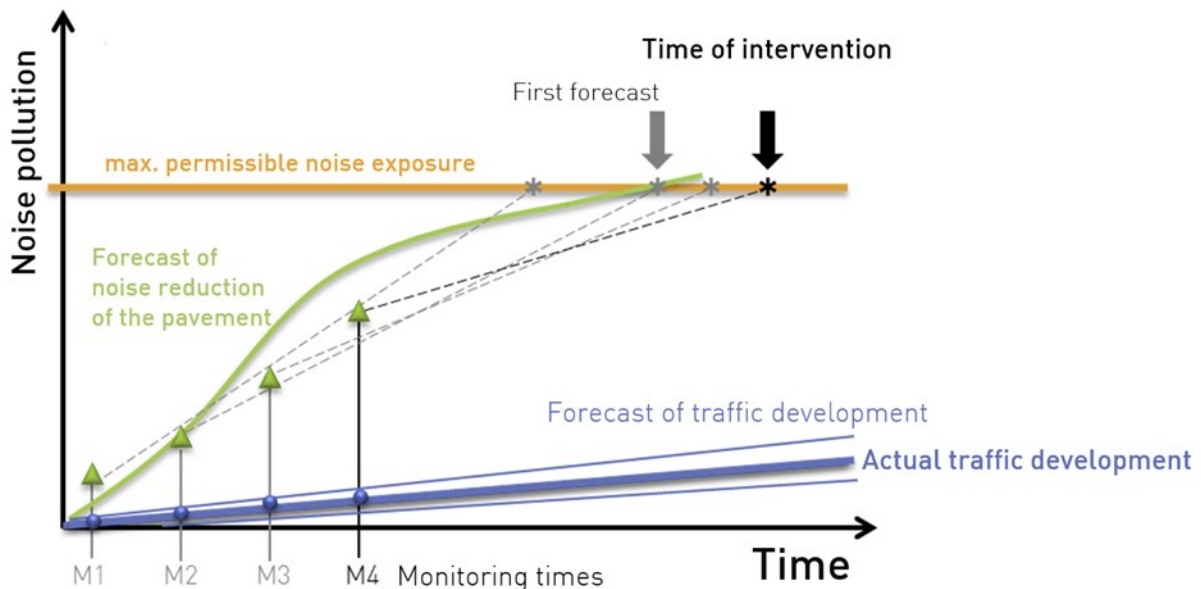 Noise pollution
Time of intervention
First forecast
max. permissible noise exposure
Forecast of
noise reduction
of the pavement
Forecast of traffic development
Actual traffic development
M1 M2 M3 M4 Monitoring times
Time